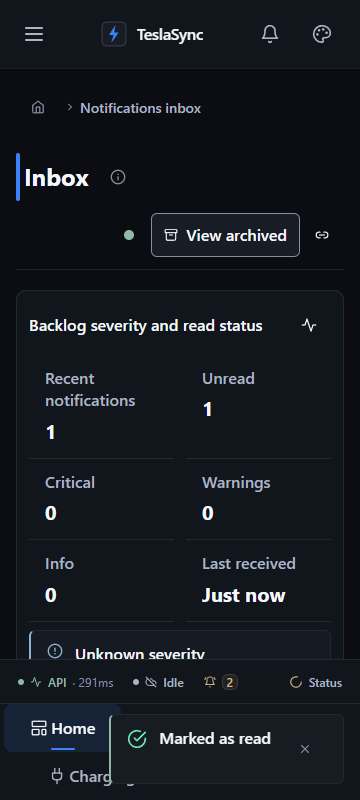 TeslaSync
Notifications inbox
Inbox
View archived
Backlog severity and read status
Recent notifications
1
Unread
1
Critical
0
Warnings
0
Info
0
Last received
Just now
Unknown severity
API · 291ms
Idle
2
Status
Home
Marked as read